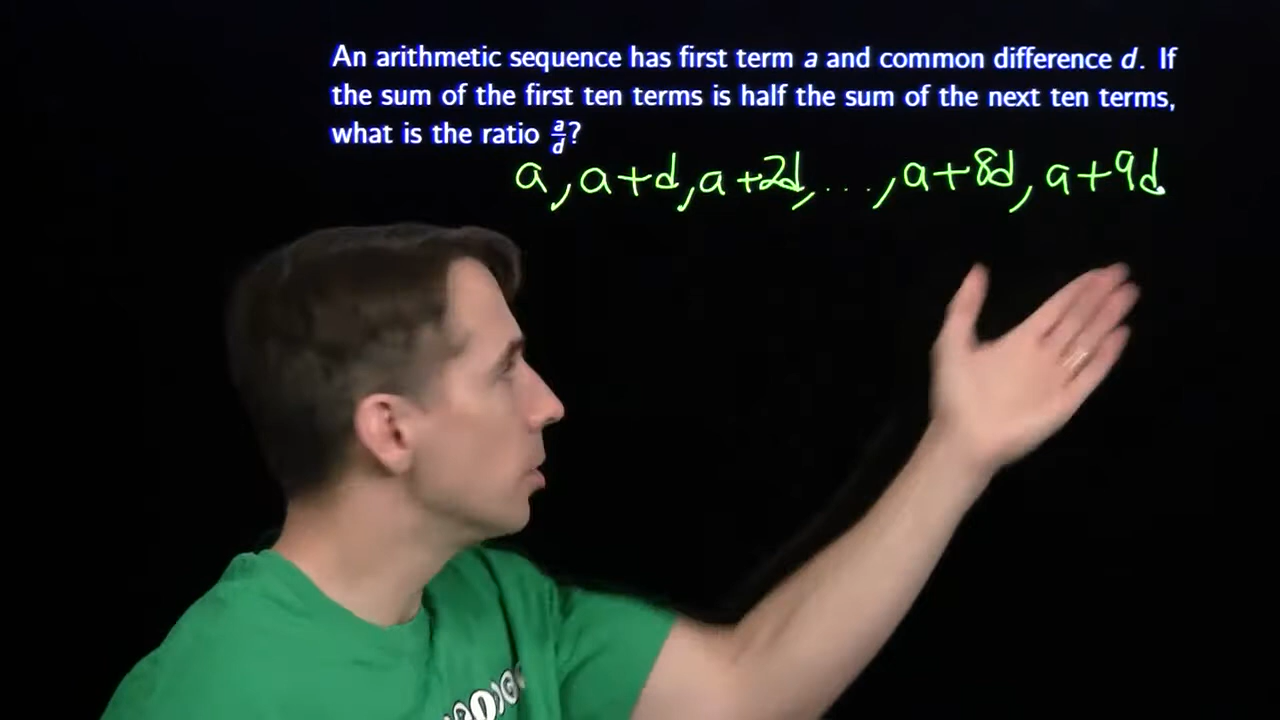 An arithmetic sequence has first term a and common difference d. If
the sum of the first ten terms is half the sum of the next ten terms,
what is the ratio a/d?
a, a+d, a+2d, ..., a+8d, a+9d